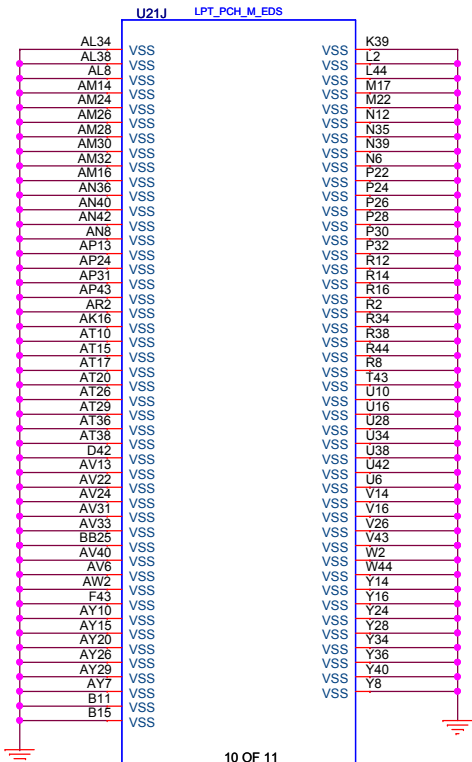 U21J LPT_PCH_M_EDS
AL34 VSS VSS K39
AL38 VSS VSS L2
AL8 VSS VSS L44
AM14 VSS VSS M17
AM24 VSS VSS M22
AM26 VSS VSS N12
AM28 VSS VSS N35
AM30 VSS VSS N39
AM32 VSS VSS N6
AM16 VSS VSS P22
AN36 VSS VSS P24
AN40 VSS VSS P26
AN42 VSS VSS P28
AN8 VSS VSS P30
AP13 VSS VSS P32
AP24 VSS VSS R12
AP31 VSS VSS R14
AP43 VSS VSS R16
AR2 VSS VSS R2
AK16 VSS VSS R34
AT10 VSS VSS R38
AT15 VSS VSS R44
AT17 VSS VSS R8
AT20 VSS VSS T43
AT26 VSS VSS U10
AT29 VSS VSS U16
AT36 VSS VSS U28
AT38 VSS VSS U34
D42 VSS VSS U38
AV13 VSS VSS U42
AV22 VSS VSS U6
AV24 VSS VSS V14
AV31 VSS VSS V16
AV33 VSS VSS V26
BB25 VSS VSS V43
AV40 VSS VSS W2
AV6 VSS VSS W44
AW2 VSS VSS Y14
F43 VSS VSS Y16
AY10 VSS VSS Y24
AY15 VSS VSS Y28
AY20 VSS VSS Y34
AY26 VSS VSS Y36
AY29 VSS VSS Y40
AY7 VSS VSS Y8
B11 VSS
B15 VSS
10 OF 11